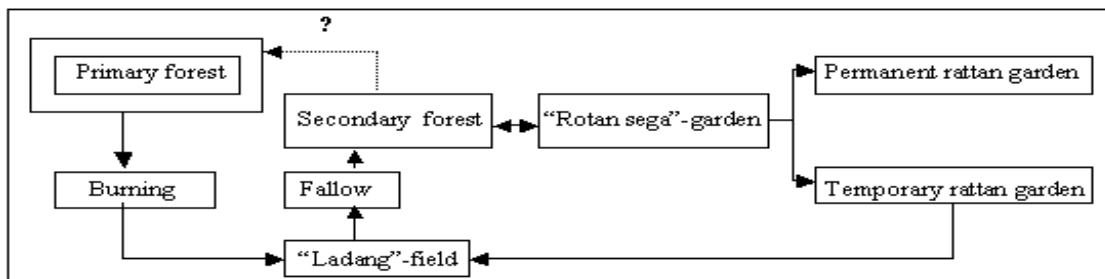 ?
Primary forest
Permanent rattan garden
Secondary forest
“Rotan sega”-garden
Burning
Fallow
Temporary rattan garden
“Ladang”-field